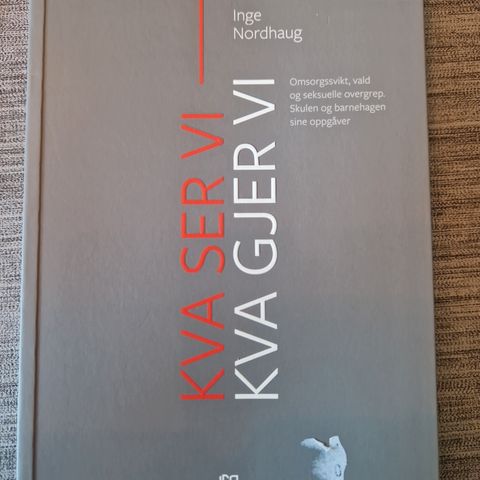 Inge
Nordhaug
Omsorgssvikt, vald
og seksuelle overgrep.
Skulen og barnehagen
sine oppgåver
KVA SER VI
KVA GJER VI